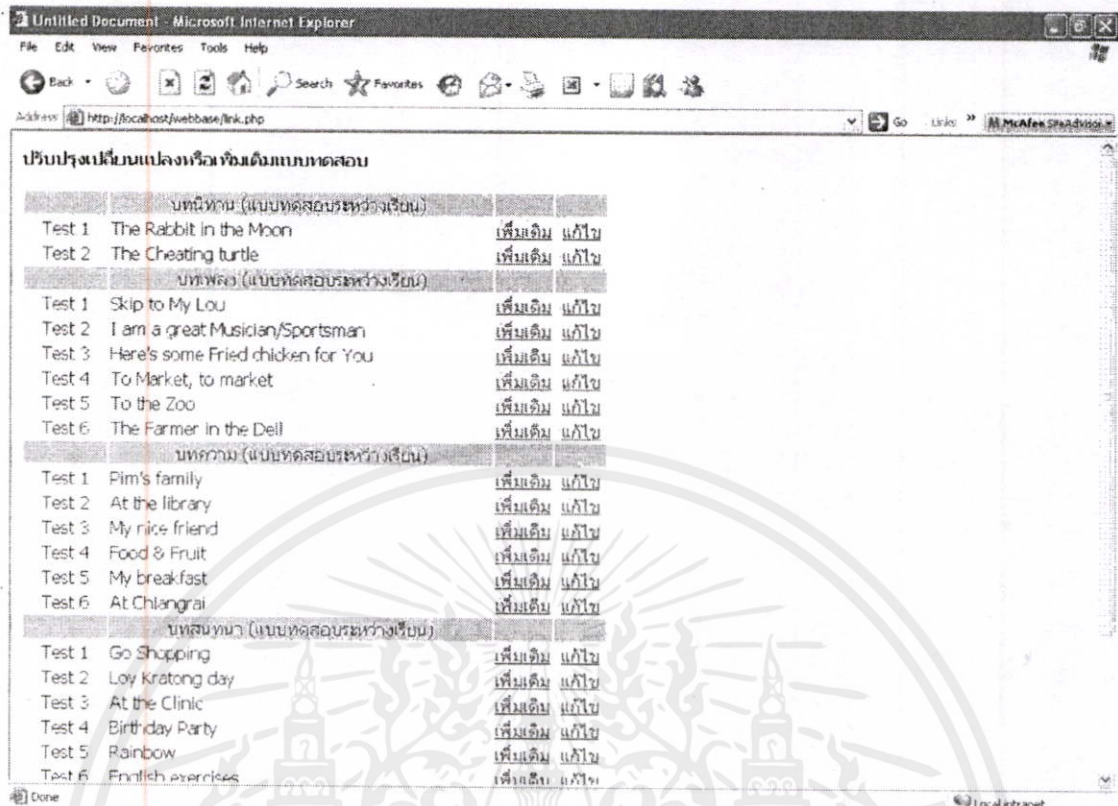 Untitled Document - Microsoft Internet Explorer
File Edit View Favorites Tools Help
Back Search Favorites
Address http://localhost/webbase/link.php Go Links » McAfee SiteAdvisor
ปรับปรุงเปลี่ยนแปลงหรือเพิ่มเติมแบบทดสอบ
บทนิทาน (แบบทดสอบระหว่างเรียน)
Test 1 The Rabbit in the Moon เพิ่มเติม แก้ไข
Test 2 The Cheating turtle เพิ่มเติม แก้ไข
บทเพลง (แบบทดสอบระหว่างเรียน)
Test 1 Skip to My Lou เพิ่มเติม แก้ไข
Test 2 I am a great Musician/Sportsman เพิ่มเติม แก้ไข
Test 3 Here's some Fried chicken for You เพิ่มเติม แก้ไข
Test 4 To Market, to market เพิ่มเติม แก้ไข
Test 5 To the Zoo เพิ่มเติม แก้ไข
Test 6 The Farmer in the Dell เพิ่มเติม แก้ไข
บทความ (แบบทดสอบระหว่างเรียน)
Test 1 Pim's family เพิ่มเติม แก้ไข
Test 2 At the library เพิ่มเติม แก้ไข
Test 3 My nice friend เพิ่มเติม แก้ไข
Test 4 Food & Fruit เพิ่มเติม แก้ไข
Test 5 My breakfast เพิ่มเติม แก้ไข
Test 6 At Chiangrai เพิ่มเติม แก้ไข
บทสนทนา (แบบทดสอบระหว่างเรียน)
Test 1 Go Shopping เพิ่มเติม แก้ไข
Test 2 Loy Kratong day เพิ่มเติม แก้ไข
Test 3 At the Clinic เพิ่มเติม แก้ไข
Test 4 Birthday Party เพิ่มเติม แก้ไข
Test 5 Rainbow เพิ่มเติม แก้ไข
Test 6 English exercises เพิ่มเติม แก้ไข
Done Local intranet